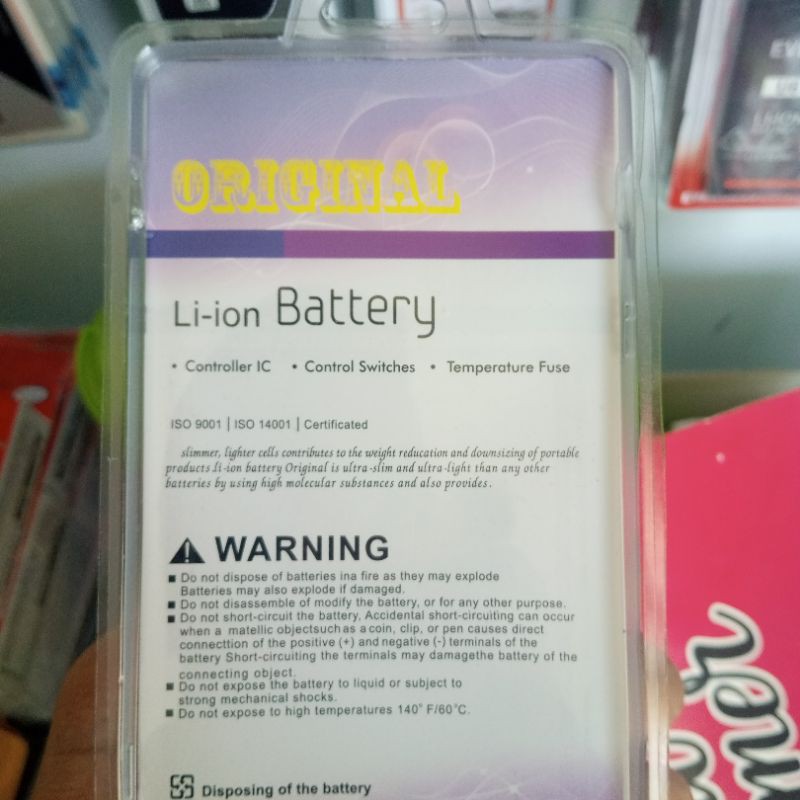 ORIGINAL
Li-ion Battery
• Controller IC • Control Switches • Temperature Fuse
ISO 9001 | ISO 14001 | Certificated
slimmer, lighter cells contributes to the weight reducation and downsizing of portable
products Li-ion battery Original is ultra-slim and ultra-light than any other
batteries by using high molecular substances and also provides.
WARNING
■ Do not dispose of batteries ina fire as they may explode
Batteries may also explode if damaged.
■ Do not disassemble of modify the battery, or for any other purpose.
■ Do not short-circuit the battery, Accidental short-circuiting can occur
when a matellic objectsuch as a coin, clip, or pen causes direct
connecttion of the positive (+) and negative (-) terminals of the
battery Short-circuiting the terminals may damagethe battery of the
connecting object.
■ Do not expose the battery to liquid or subject to
strong mechanical shocks.
■ Do not expose to high temperatures 140° F/60°C.
Disposing of the battery